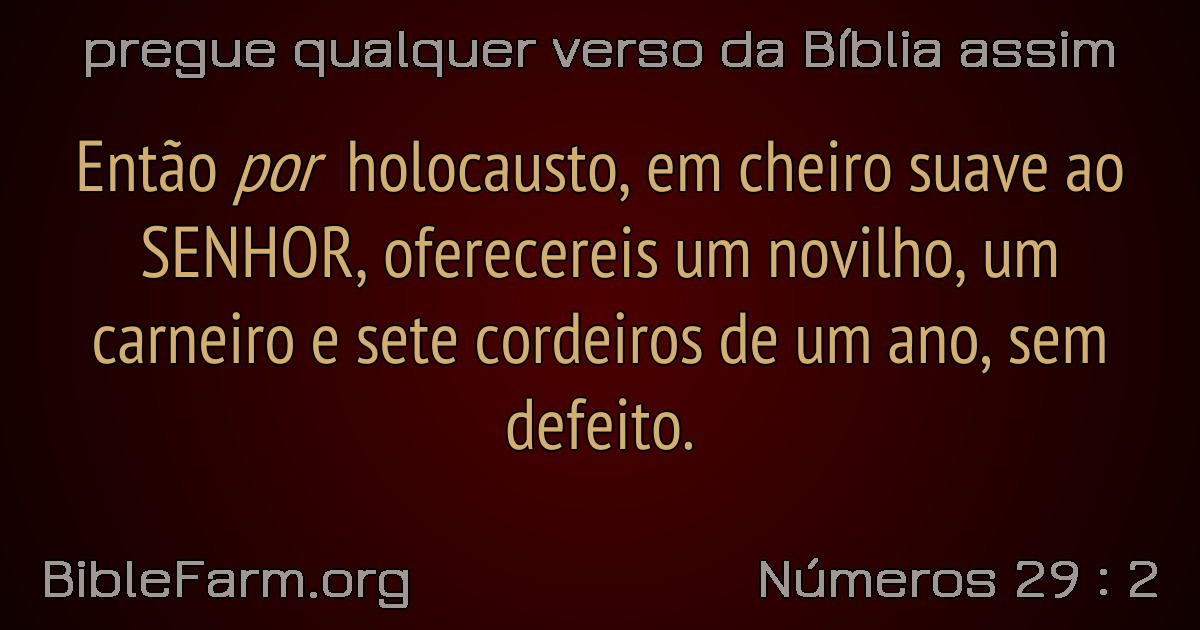 pregue qualquer verso da Bíblia assim
Então por holocausto, em cheiro suave ao
SENHOR, oferecereis um novilho, um
carneiro e sete cordeiros de um ano, sem
defeito.
BibleFarm.org
Números 29 : 2